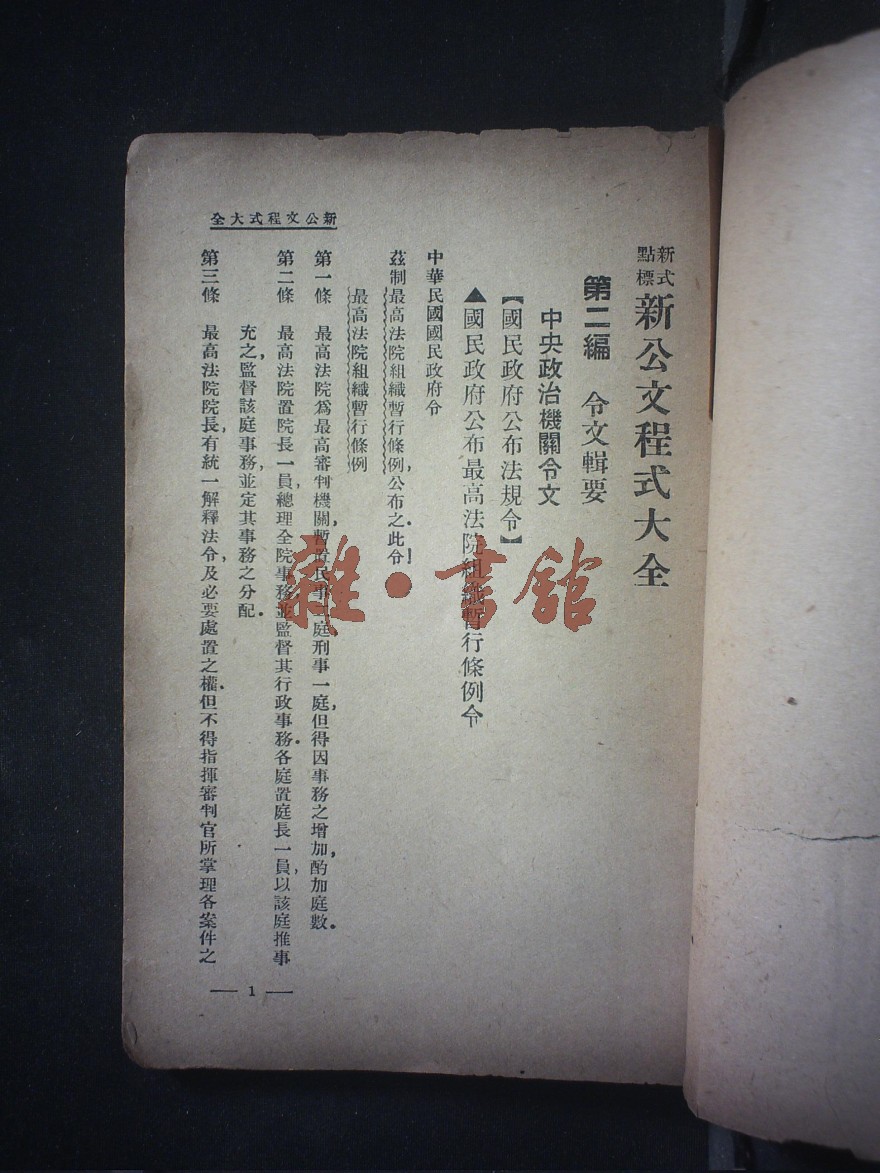 新式標點 新公文程式大全
第二編　令文輯要
中央政治機關令文
【國民政府公布法規令】
▲國民政府公布最高法院組織暫行條例令
中華民國國民政府令
茲制最高法院組織暫行條例，公布之．此令！
最高法院組織暫行條例
第一條　最高法院爲最高審判機關，暫置民事一庭刑事一庭，但得因事務之增加，酌加庭數．
第二條　最高法院置院長一員，總理全院事務，並監督其行政事務．各庭置庭長一員，以該庭推事
充之，監督該庭事務，並定其事務之分配．
第三條　最高法院院長，有統一解釋法令，及必要處置之權．但不得指揮審判官所掌理各案件之
新公文程式大全
— 1 —
雜·書館